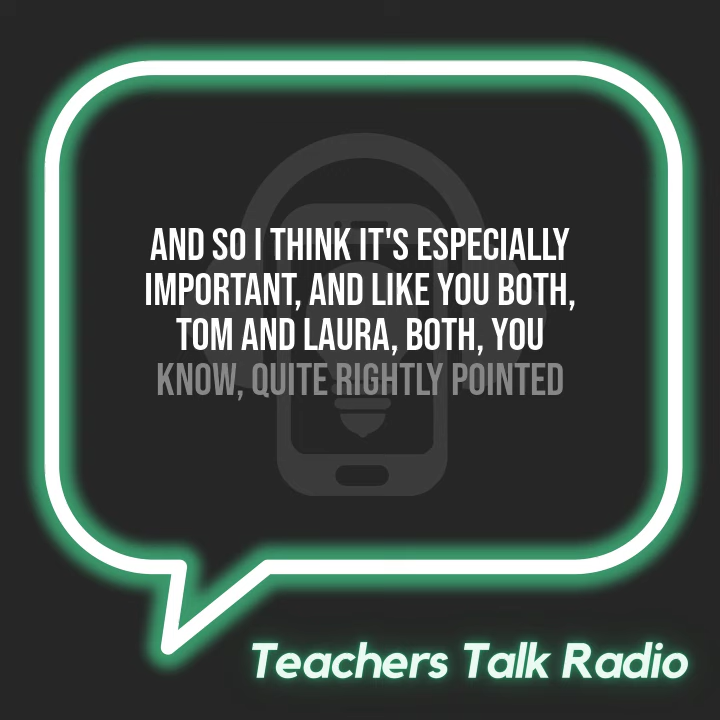 AND SO I THINK IT'S ESPECIALLY
IMPORTANT, AND LIKE YOU BOTH,
TOM AND LAURA, BOTH, YOU
KNOW, QUITE RIGHTLY POINTED
Teachers Talk Radio